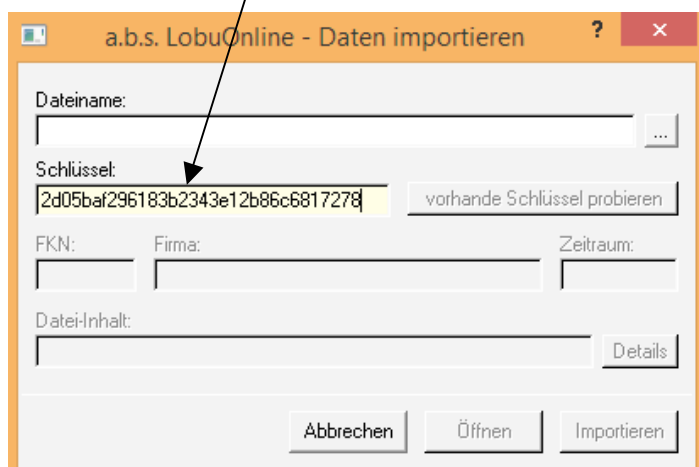 a.b.s. LobuOnline - Daten importieren ? ×
Dateiname:
...
Schlüssel:
2d05baf296183b2343e12b86c6817278 vorhande Schlüssel probieren
FKN: Firma: Zeitraum:
Datei-Inhalt:
Details
Abbrechen Öffnen Importieren